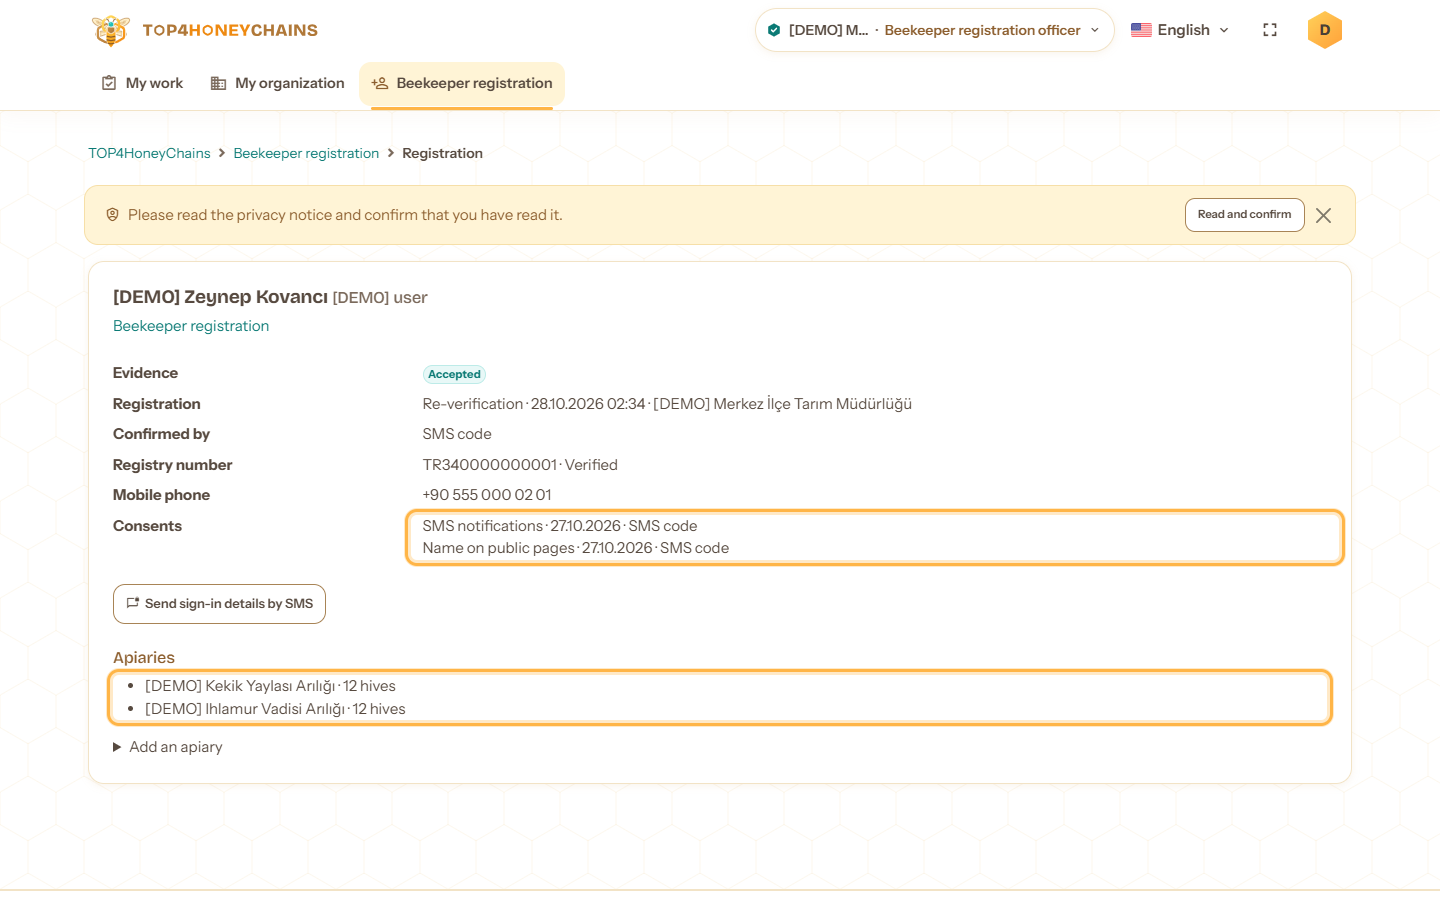 TOP4HONEYCHAINS
[DEMO] M... · Beekeeper registration officer
English
D
My work
My organization
Beekeeper registration
TOP4HoneyChains > Beekeeper registration > Registration
Please read the privacy notice and confirm that you have read it.
Read and confirm
[DEMO] Zeynep Kovancı [DEMO] user
Beekeeper registration
Evidence Accepted
Registration Re-verification · 28.10.2026 02:34 · [DEMO] Merkez İlçe Tarım Müdürlüğü
Confirmed by SMS code
Registry number TR340000000001 · Verified
Mobile phone +90 555 000 02 01
Consents SMS notifications · 27.10.2026 · SMS code
Name on public pages · 27.10.2026 · SMS code
Send sign-in details by SMS
Apiaries
• [DEMO] Kekik Yaylası Arılığı · 12 hives
• [DEMO] Ihlamur Vadisi Arılığı · 12 hives
Add an apiary